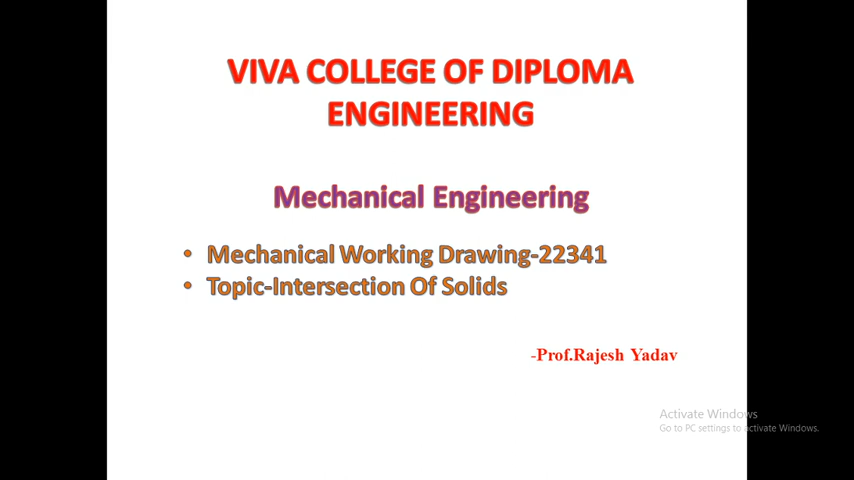 VIVA COLLEGE OF DIPLOMA
ENGINEERING
Mechanical Engineering
• Mechanical Working Drawing-22341
• Topic-Intersection Of Solids
-Prof.Rajesh Yadav
Activate Windows
Go to PC settings to activate Windows.